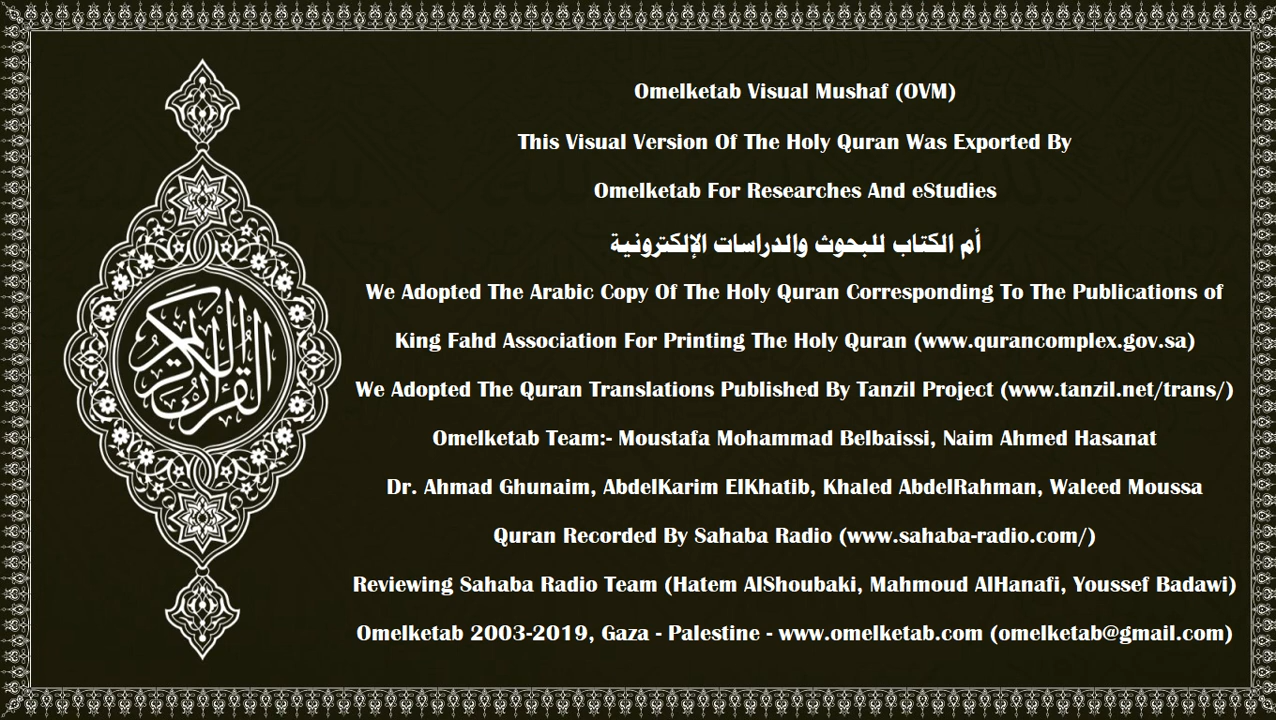 Omelketab Visual Mushaf (OVM)
This Visual Version Of The Holy Quran Was Exported By
Omelketab For Researches And eStudies
أم الكتاب للبحوث والدراسات الإلكترونية
We Adopted The Arabic Copy Of The Holy Quran Corresponding To The Publications of
King Fahd Association For Printing The Holy Quran (www.qurancomplex.gov.sa)
We Adopted The Quran Translations Published By Tanzil Project (www.tanzil.net/trans/)
Omelketab Team:- Moustafa Mohammad Belbaissi, Naim Ahmed Hasanat
Dr. Ahmad Ghunaim, AbdelKarim ElKhatib, Khaled AbdelRahman, Waleed Moussa
Quran Recorded By Sahaba Radio (www.sahaba-radio.com/)
Reviewing Sahaba Radio Team (Hatem AlShoubaki, Mahmoud AlHanafi, Youssef Badawi)
Omelketab 2003-2019, Gaza - Palestine - www.omelketab.com (omelketab@gmail.com)
القرآن الكريم